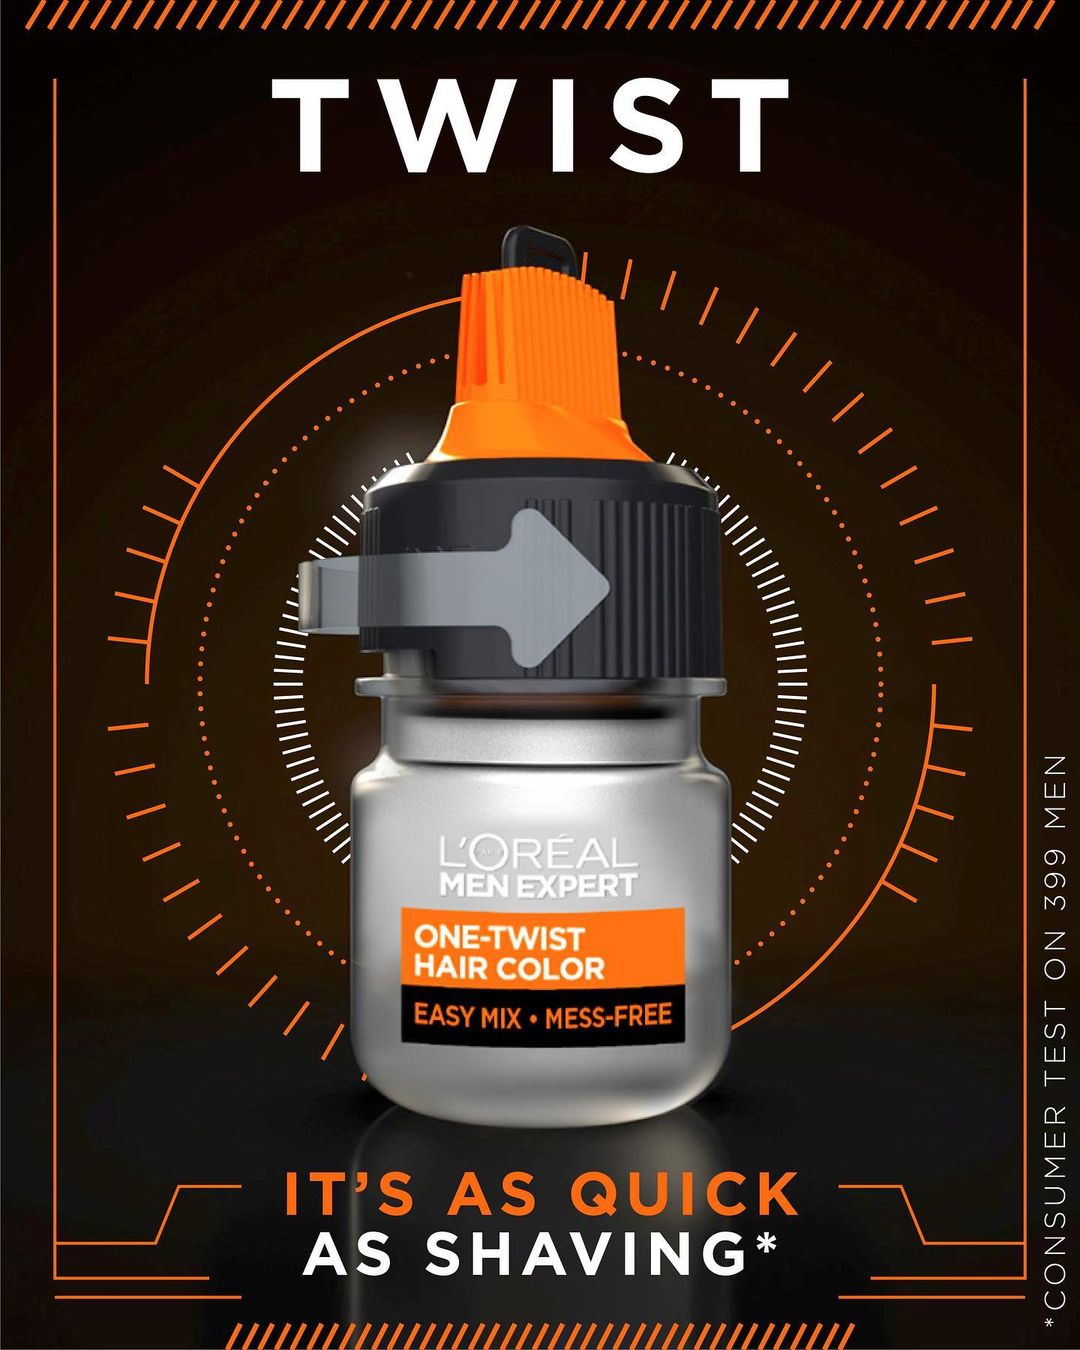 TWIST
L'ORÉAL
MEN EXPERT
ONE-TWIST
HAIR COLOR
EASY MIX • MESS-FREE
IT'S AS QUICK
AS SHAVING*
*CONSUMER TEST ON 399 MEN